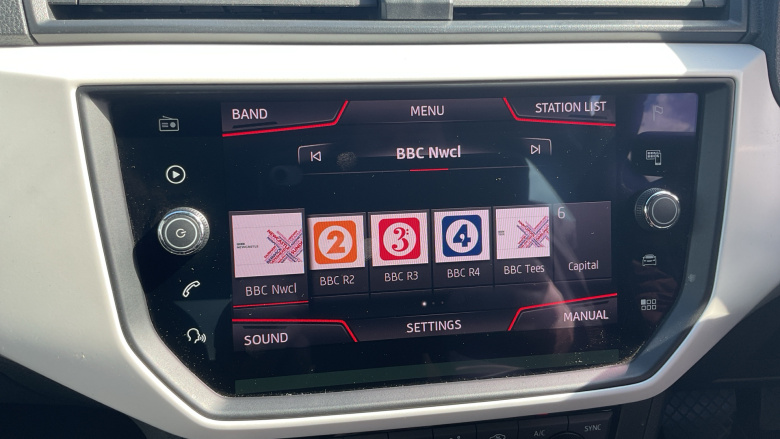 BAND MENU STATION LIST
BBC Nwcl
2 3 4 6
BBC Nwcl BBC R2 BBC R3 BBC R4 BBC Tees Capital
SOUND SETTINGS MANUAL
A/C SYNC